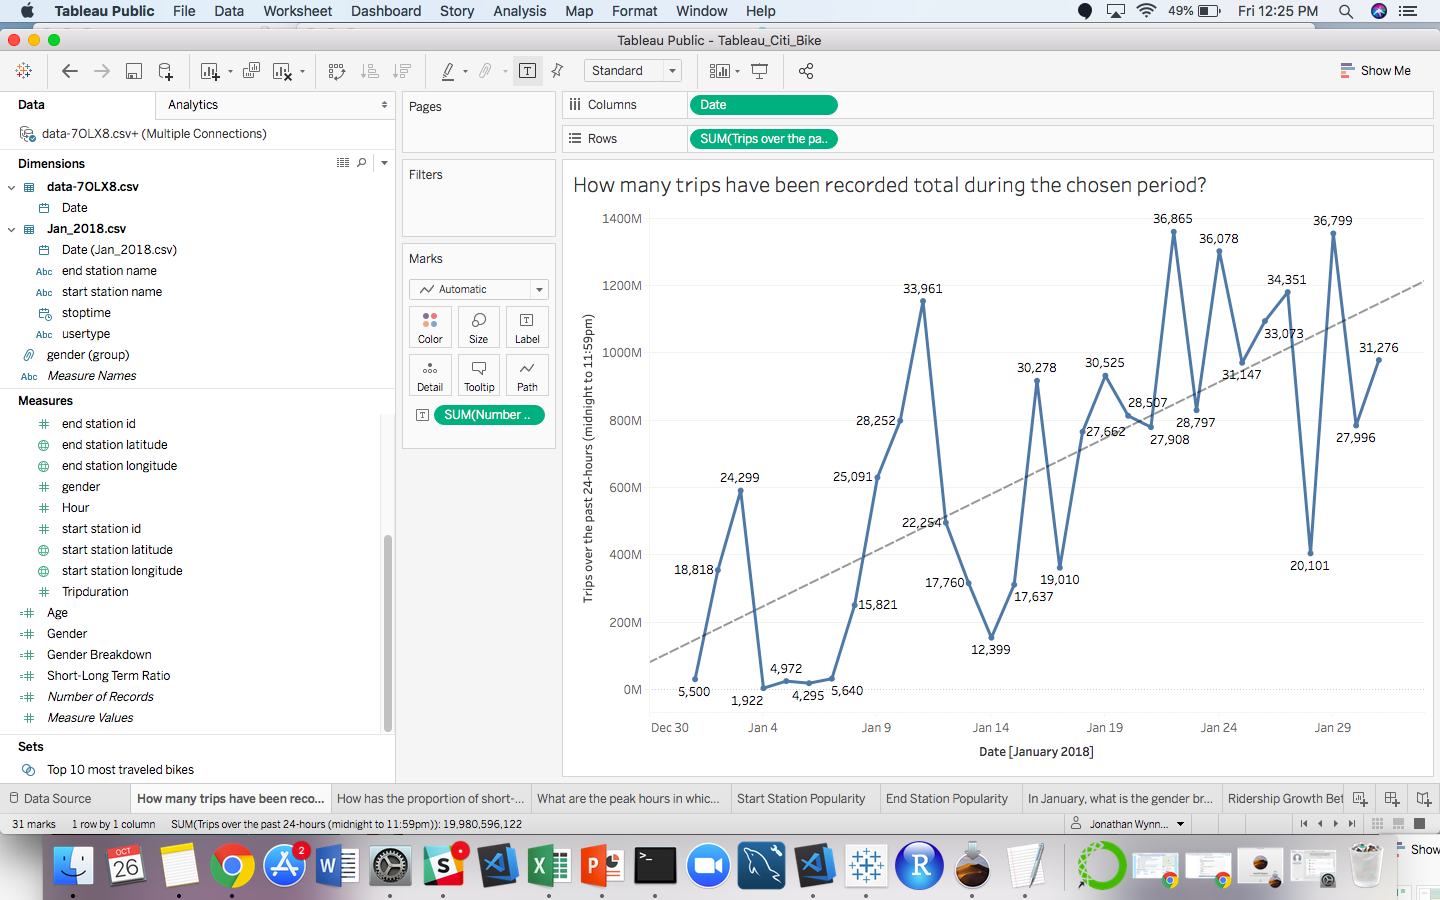 Tableau Public File Data Worksheet Dashboard Story Analysis Map Format Window Help 49% Fri 12:25 PM
Tableau Public - Tableau_Citi_Bike
Standard Show Me
Data Analytics
data-7OLX8.csv+ (Multiple Connections)
Dimensions
data-7OLX8.csv
Date
Jan_2018.csv
Date (Jan_2018.csv)
Abc end station name
Abc start station name
stoptime
Abc usertype
gender (group)
Abc Measure Names
Measures
end station id
end station latitude
end station longitude
gender
Hour
start station id
start station latitude
start station longitude
Tripduration
Age
Gender
Gender Breakdown
Short-Long Term Ratio
Number of Records
Measure Values
Sets
Top 10 most traveled bikes
Pages
Filters
Marks
Automatic
Color Size Label
Detail Tooltip Path
SUM(Number ..
Columns Date
Rows SUM(Trips over the pa..
How many trips have been recorded total during the chosen period?
Trips over the past 24-hours (midnight to 11:59pm)
1400M
1200M
1000M
800M
600M
400M
200M
0M
5,500
18,818
24,299
1,922
4,972
4,295
5,640
15,821
25,091
28,252
33,961
22,254
17,760
12,399
17,637
30,278
19,010
27,662
30,525
28,507
27,908
36,865
28,797
36,078
31,147
33,073
34,351
20,101
36,799
27,996
31,276
Dec 30 Jan 4 Jan 9 Jan 14 Jan 19 Jan 24 Jan 29
Date [January 2018]
Data Source How many trips have been reco... How has the proportion of short-... What are the peak hours in whic... Start Station Popularity End Station Popularity In January, what is the gender br... Ridership Growth Bet
31 marks 1 row by 1 column SUM(Trips over the past 24-hours (midnight to 11:59pm)): 19,980,596,122 Jonathan Wynn...
OCT
26
2
Show